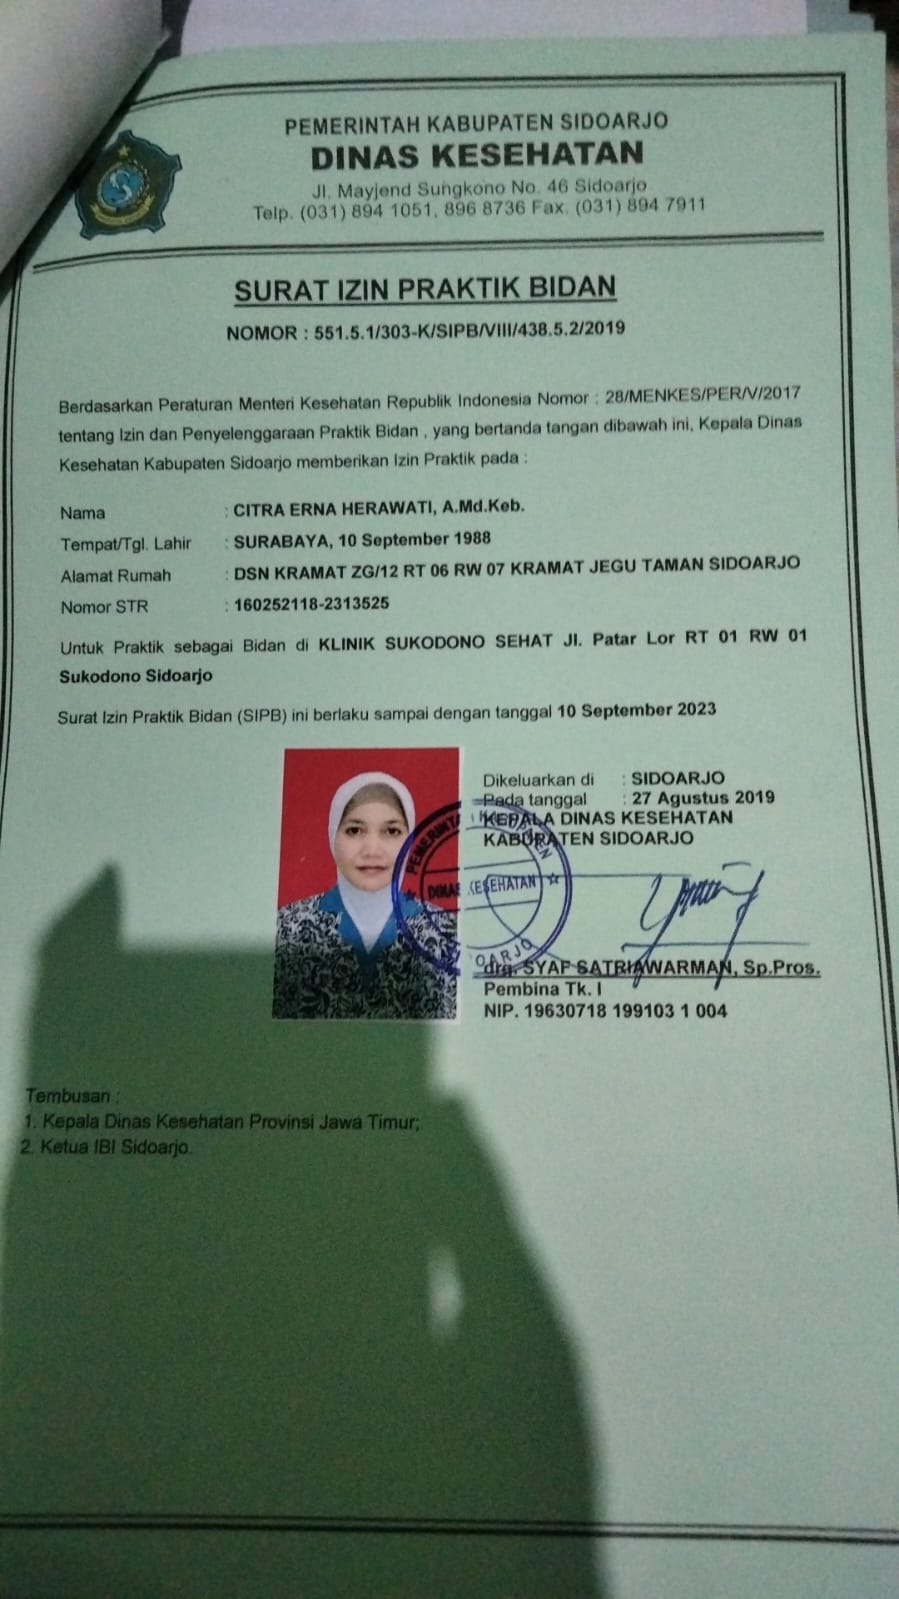 PEMERINTAH KABUPATEN SIDOARJO
DINAS KESEHATAN
Jl. Mayjend Sungkono No. 46 Sidoarjo
Telp. (031) 894 1051, 896 8736 Fax. (031) 894 7911
SURAT IZIN PRAKTIK BIDAN
NOMOR : 551.5.1/303-K/SIPB/VIII/438.5.2/2019
Berdasarkan Peraturan Menteri Kesehatan Republik Indonesia Nomor : 28/MENKES/PER/V/2017
tentang Izin dan Penyelenggaraan Praktik Bidan , yang bertanda tangan dibawah ini, Kepala Dinas
Kesehatan Kabupaten Sidoarjo memberikan Izin Praktik pada :
Nama : CITRA ERNA HERAWATI, A.Md.Keb.
Tempat/Tgl. Lahir : SURABAYA, 10 September 1988
Alamat Rumah : DSN KRAMAT ZG/12 RT 06 RW 07 KRAMAT JEGU TAMAN SIDOARJO
Nomor STR : 160252118-2313525
Untuk Praktik sebagai Bidan di KLINIK SUKODONO SEHAT Jl. Patar Lor RT 01 RW 01
Sukodono Sidoarjo
Surat Izin Praktik Bidan (SIPB) ini berlaku sampai dengan tanggal 10 September 2023
Dikeluarkan di : SIDOARJO
Pada tanggal : 27 Agustus 2019
KEPALA DINAS KESEHATAN
KABUPATEN SIDOARJO
DINAS KESEHATAN
drg. SYAF SATRIAWARMAN, Sp.Pros.
Pembina Tk. I
NIP. 19630718 199103 1 004
Tembusan :
1. Kepala Dinas Kesehatan Provinsi Jawa Timur;
2. Ketua IBI Sidoarjo.